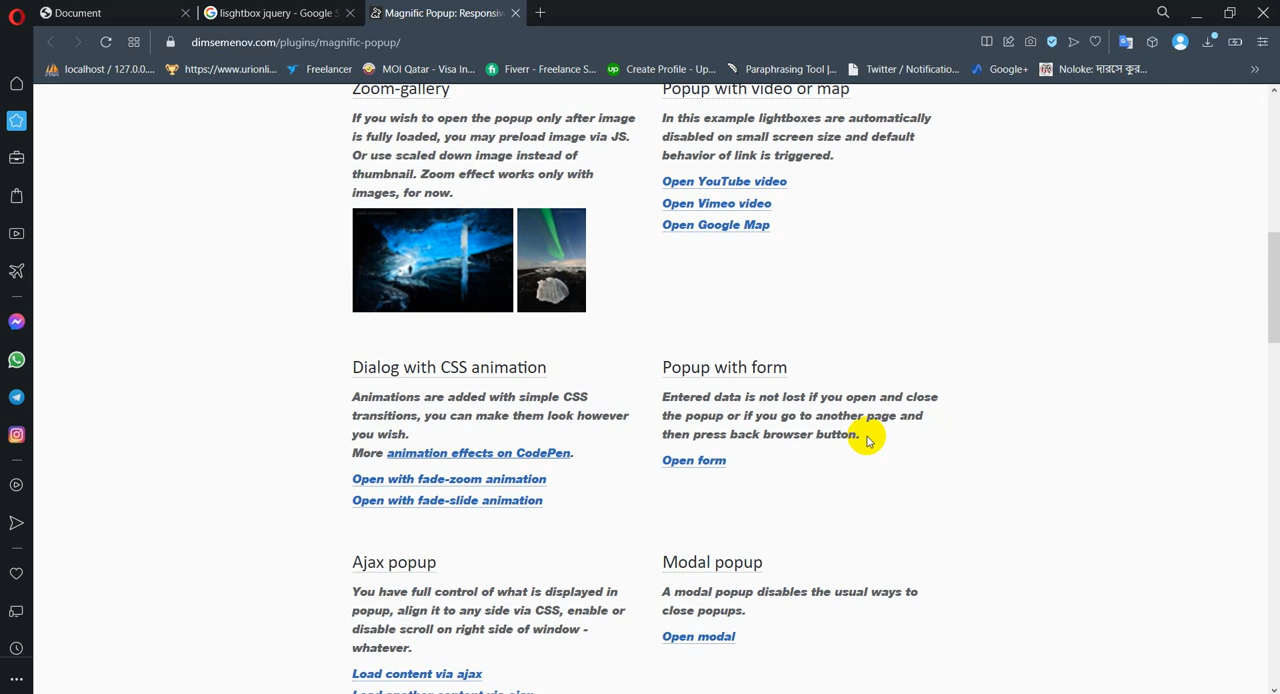 Document
lisghtbox jquery - Google S
Magnific Popup: Responsiv
dimsemenov.com/plugins/magnific-popup/
localhost / 127.0.0....
https://www.urionli...
Freelancer
MOI Qatar - Visa In...
Fiverr - Freelance S...
Create Profile - Up...
Paraphrasing Tool |...
Twitter / Notificatio...
Google+
Noloke: দারসে কুর...
Zoom-gallery
If you wish to open the popup only after image
is fully loaded, you may preload image via JS.
Or use scaled down image instead of
thumbnail. Zoom effect works only with
images, for now.
Popup with video or map
In this example lightboxes are automatically
disabled on small screen size and default
behavior of link is triggered.
Open YouTube video
Open Vimeo video
Open Google Map
Dialog with CSS animation
Animations are added with simple CSS
transitions, you can make them look however
you wish.
More animation effects on CodePen.
Open with fade-zoom animation
Open with fade-slide animation
Popup with form
Entered data is not lost if you open and close
the popup or if you go to another page and
then press back browser button.
Open form
Ajax popup
You have full control of what is displayed in
popup, align it to any side via CSS, enable or
disable scroll on right side of window -
whatever.
Load content via ajax
Load another content via ajax
Modal popup
A modal popup disables the usual ways to
close popups.
Open modal